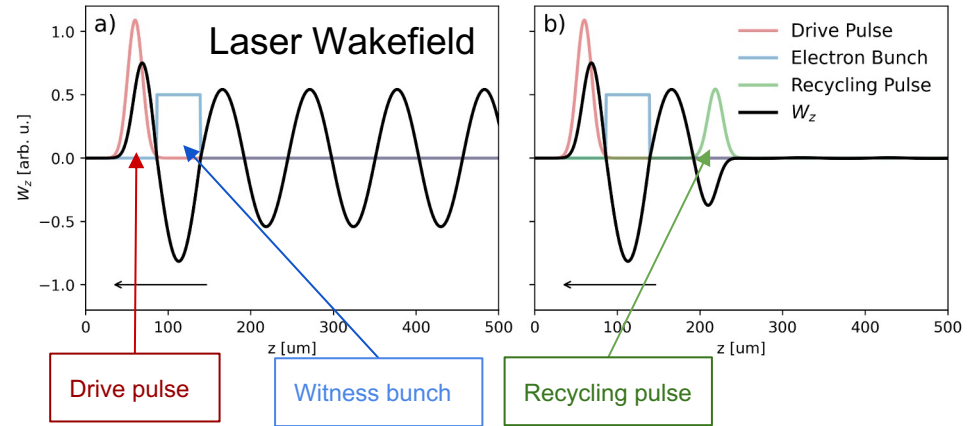 a)
Laser Wakefield
b)
Drive Pulse
Electron Bunch
Recycling Pulse
W_z
W_z [arb. u.]
1.0
0.5
0.0
−0.5
−1.0
0 100 200 300 400 500
z [um]
0 100 200 300 400 500
z [um]
Drive pulse
Witness bunch
Recycling pulse